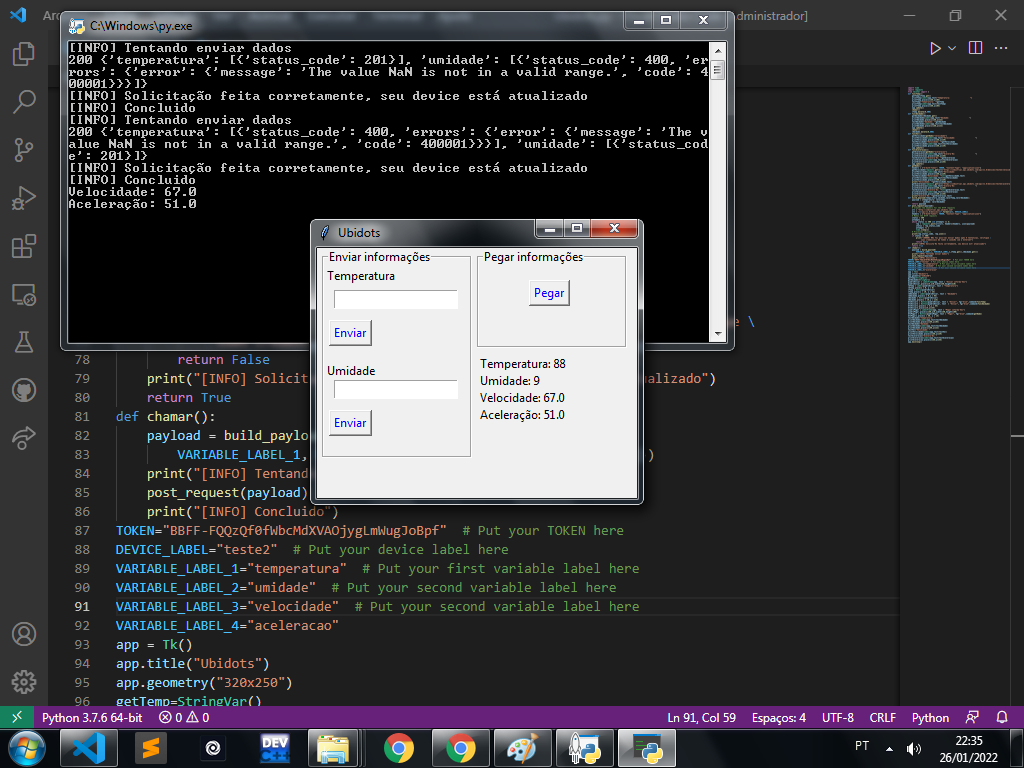 C:\Windows\py.exe
dministrador]
[INFO] Tentando enviar dados
200 {'temperatura': [{'status_code': 201}], 'umidade': [{'status_code': 400, 'er
rors': {'error': {'message': 'The value NaN is not in a valid range.', 'code': 4
00001}}}]}
[INFO] Solicitação feita corretamente, seu device está atualizado
[INFO] Concluido
[INFO] Tentando enviar dados
200 {'temperatura': [{'status_code': 400, 'errors': {'error': {'message': 'The v
alue NaN is not in a valid range.', 'code': 400001}}}], 'umidade': [{'status_cod
e': 201}]}
[INFO] Solicitação feita corretamente, seu device está atualizado
[INFO] Concluido
Velocidade: 67.0
Aceleração: 51.0
Ubidots
Enviar informações
Temperatura
Enviar
Umidade
Enviar
Pegar informações
Pegar
Temperatura: 88
Umidade: 9
Velocidade: 67.0
Aceleração: 51.0
e \
78 return False
79 print("[INFO] Solicit alizado")
80 return True
81 def chamar():
82 payload = build_paylo
83 VARIABLE_LABEL_1, )
84 print("[INFO] Tentand
85 post_request(payload)
86 print("[INFO] Concluido")
87 TOKEN="BBFF-FQQzQf0fWbcMdXVAOjygLmWugJoBpf" # Put your TOKEN here
88 DEVICE_LABEL="teste2" # Put your device label here
89 VARIABLE_LABEL_1="temperatura" # Put your first variable label here
90 VARIABLE_LABEL_2="umidade" # Put your second variable label here
91 VARIABLE_LABEL_3="velocidade" # Put your second variable label here
92 VARIABLE_LABEL_4="aceleracao"
93 app = Tk()
94 app.title("Ubidots")
95 app.geometry("320x250")
96 getTemp=StringVar()
Python 3.7.6 64-bit 0 0 Ln 91, Col 59 Espaços: 4 UTF-8 CRLF Python
DEV C++
PT
22:35
26/01/2022